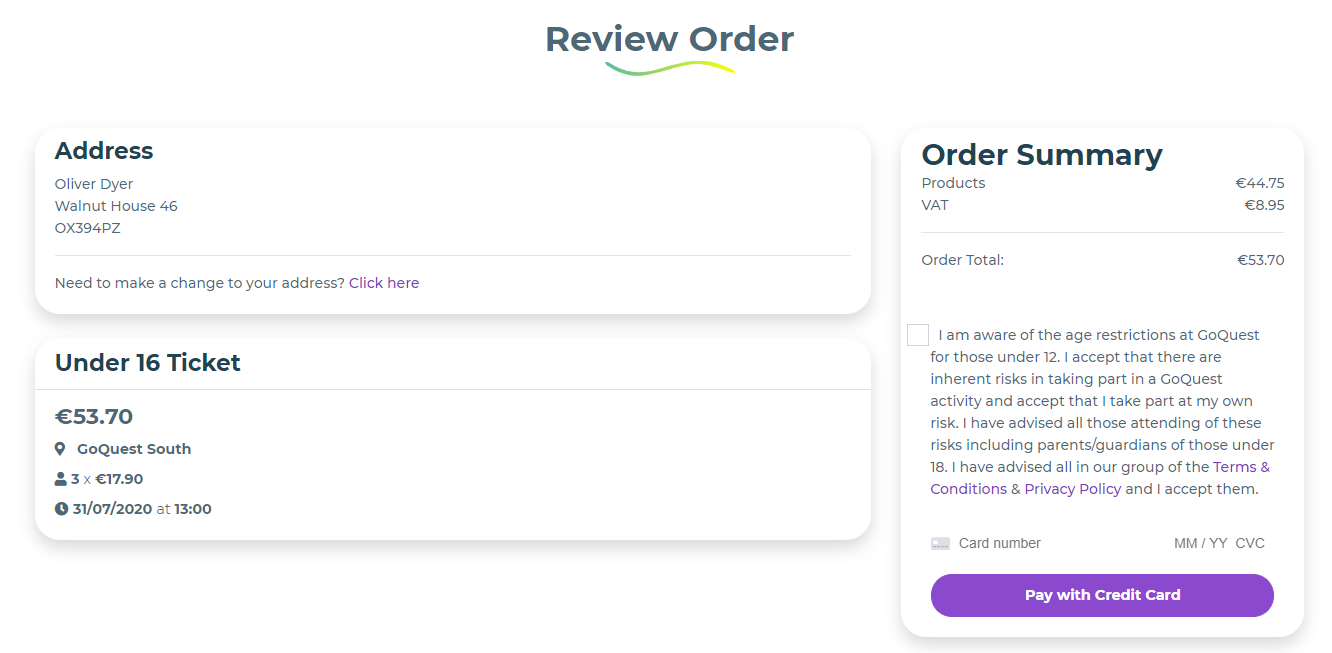 Review Order
Address
Oliver Dyer
Walnut House 46
OX394PZ
Need to make a change to your address? Click here
Under 16 Ticket
€53.70
GoQuest South
3 x €17.90
31/07/2020 at 13:00
Order Summary
Products €44.75
VAT €8.95
Order Total: €53.70
I am aware of the age restrictions at GoQuest
for those under 12. I accept that there are
inherent risks in taking part in a GoQuest
activity and accept that I take part at my own
risk. I have advised all those attending of these
risks including parents/guardians of those under
18. I have advised all in our group of the Terms &
Conditions & Privacy Policy and I accept them.
Card number MM / YY CVC
Pay with Credit Card